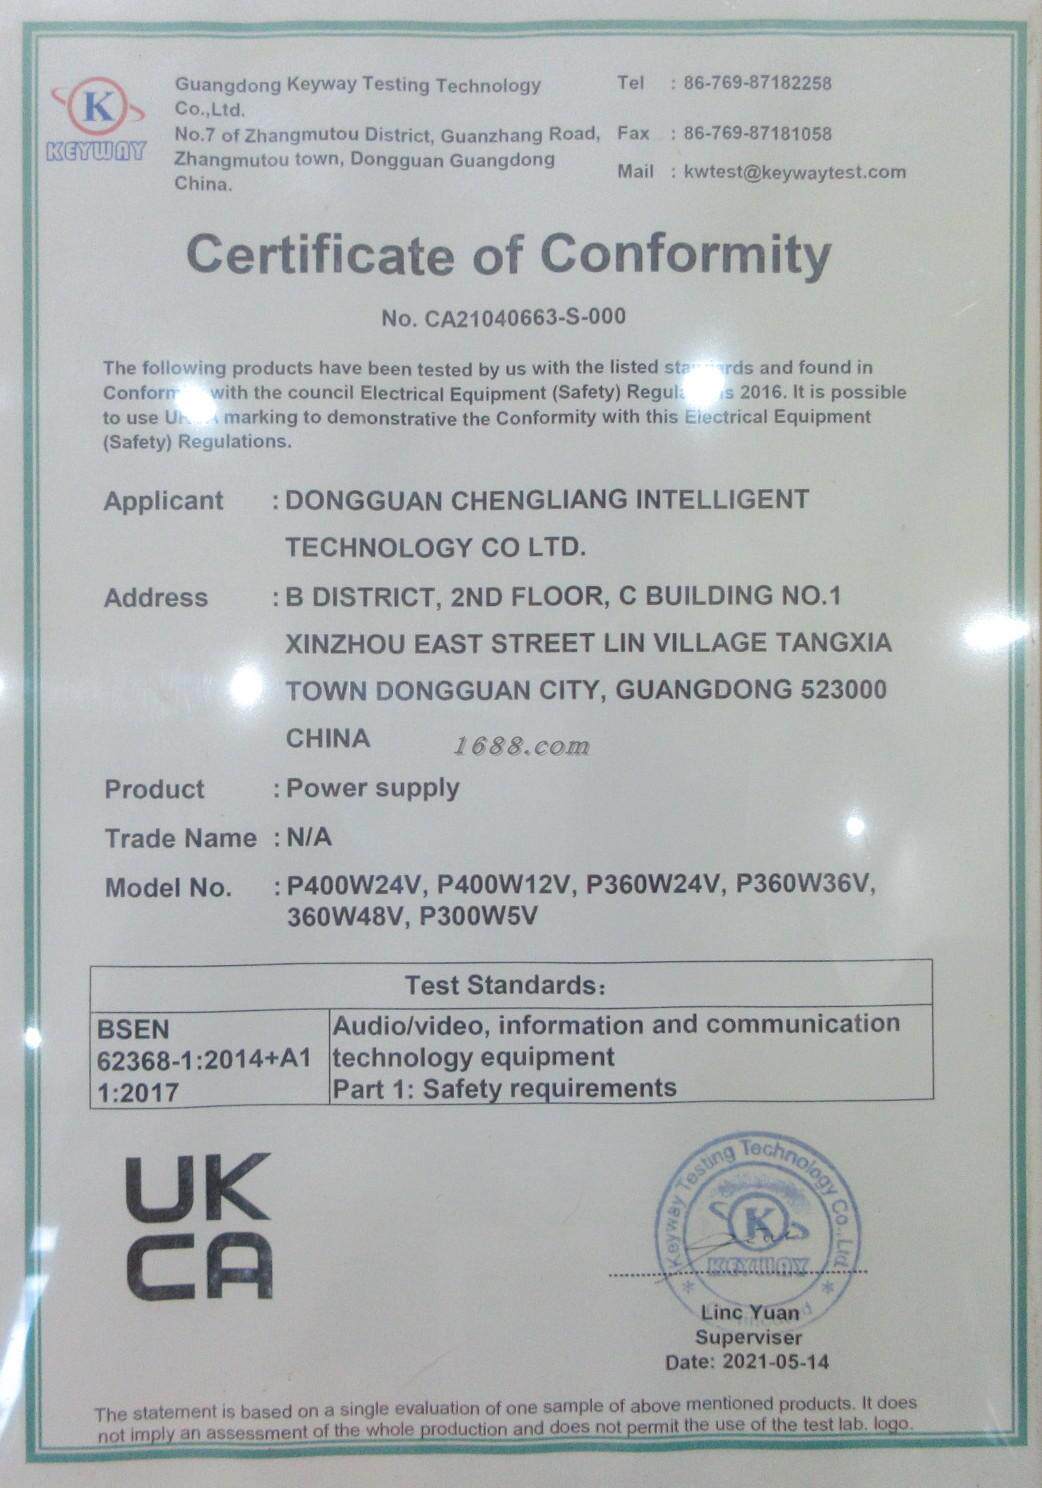 K
KEYWAY
Guangdong Keyway Testing Technology
Co.,Ltd.
No.7 of Zhangmutou District, Guanzhang Road,
Zhangmutou town, Dongguan Guangdong
China.
Tel : 86-769-87182258
Fax : 86-769-87181058
Mail : kwtest@keywaytest.com
Certificate of Conformity
No. CA21040663-S-000
The following products have been tested by us with the listed standards and found in
with the council Electrical Equipment (Safety) Regulations 2016. It is possible
to use UKCA marking to demonstrative the Conformity with this Electrical Equipment
(Safety) Regulations.
Applicant : DONGGUAN CHENGLIANG INTELLIGENT
TECHNOLOGY CO LTD.
Address : B DISTRICT, 2ND FLOOR, C BUILDING NO.1
XINZHOU EAST STREET LIN VILLAGE TANGXIA
TOWN DONGGUAN CITY, GUANGDONG 523000
CHINA
1688.com
Product : Power supply
Trade Name : N/A
Model No. : P400W24V, P400W12V, P360W24V, P360W36V,
360W48V, P300W5V
Test Standards:
BSEN
62368-1:2014+A1
1:2017
Audio/video, information and communication
technology equipment
Part 1: Safety requirements
UK
CA
Keyway Testing Technology Co.,Ltd.
K
KEYWAY
Linc Yuan
Superviser
Date: 2021-05-14
The statement is based on a single evaluation of one sample of above mentioned products. It does
not imply an assessment of the whole production and does not permit the use of the test lab. logo.